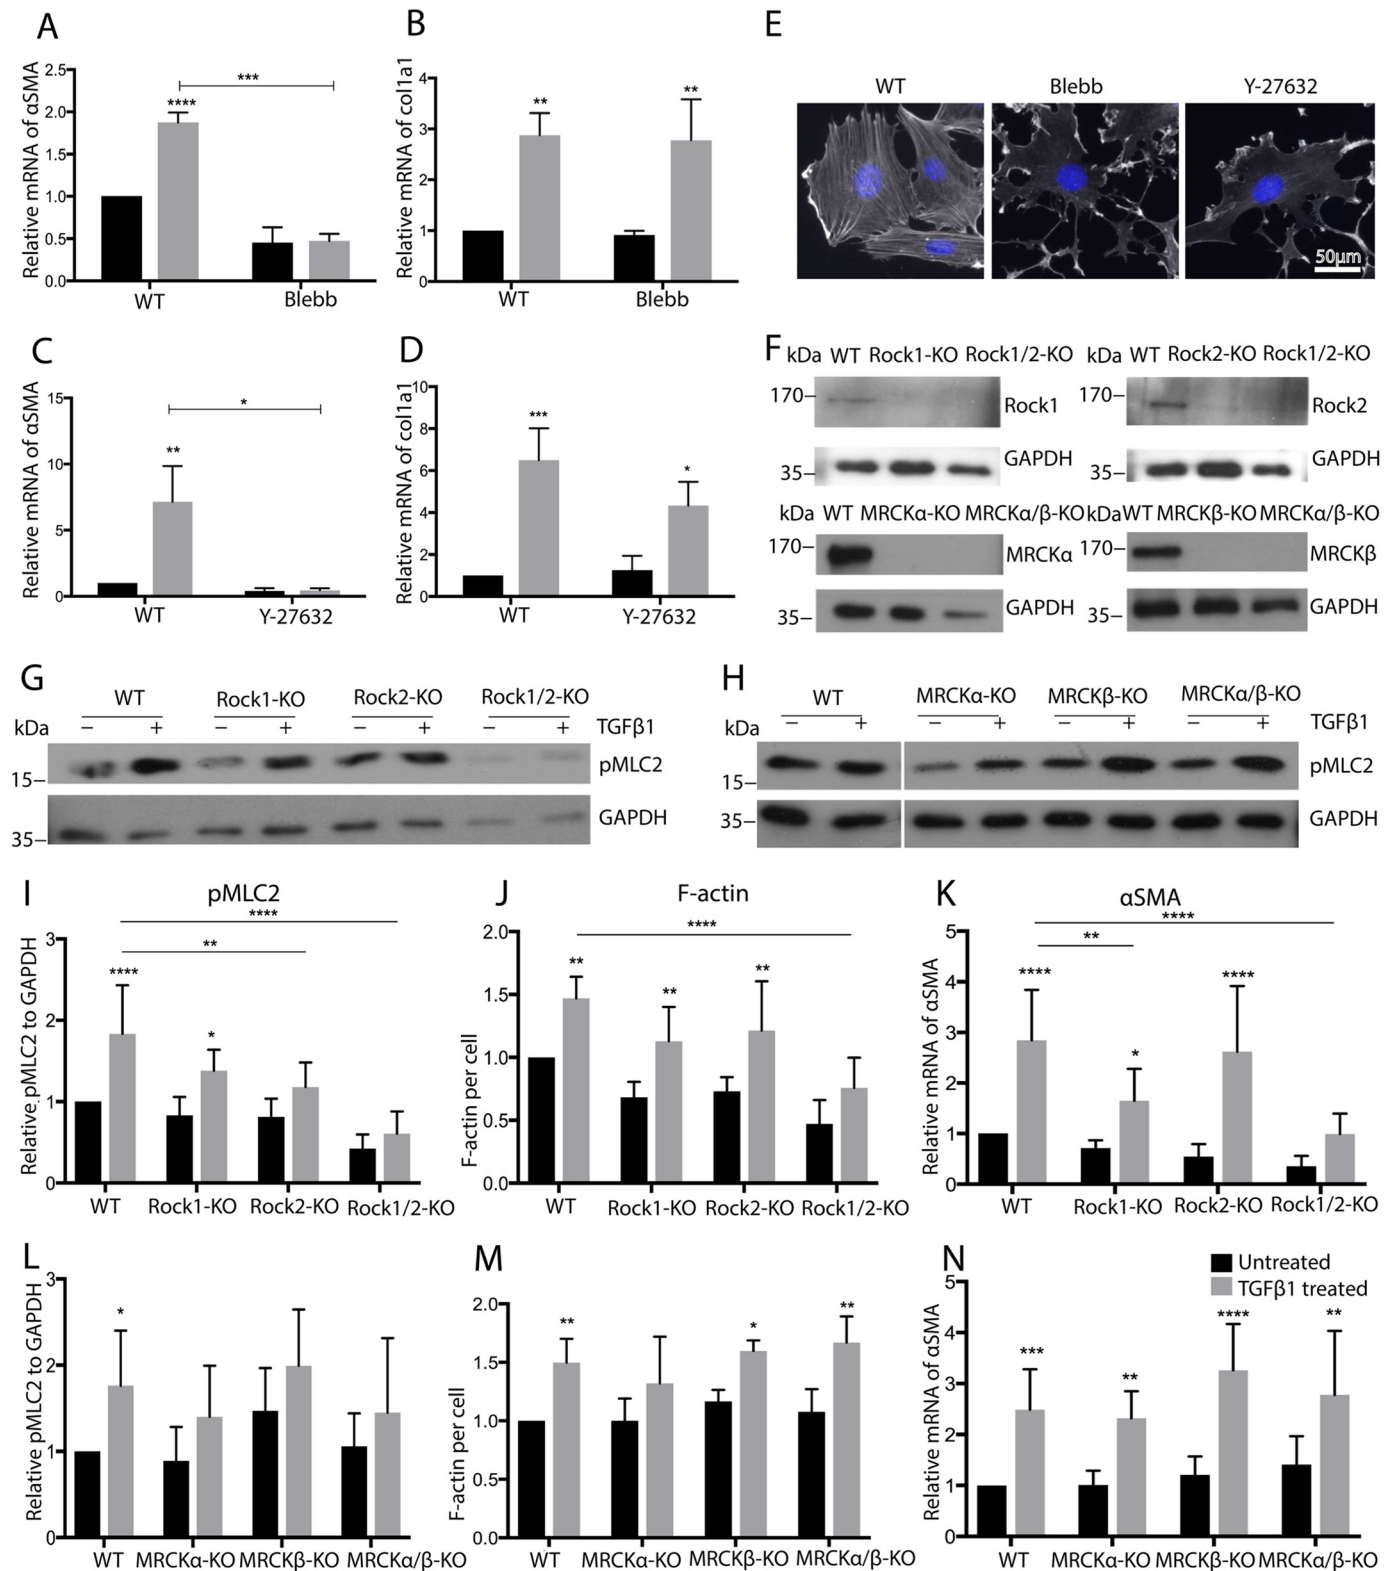 A
Relative mRNA of αSMA
2.5
2.0
1.5
1.0
0.5
0.0
***
****
WT
Blebb
B
Relative mRNA of col1a1
4
3
2
1
0
**
**
WT
Blebb
E
WT
Blebb
Y-27632
50μm
C
Relative mRNA of αSMA
15
10
5
0
*
**
WT
Y-27632
D
Relative mRNA of col1a1
10
8
6
4
2
0
***
*
WT
Y-27632
F
kDa WT Rock1-KO Rock1/2-KO
170–
Rock1
35–
GAPDH
kDa WT Rock2-KO Rock1/2-KO
170–
Rock2
35–
GAPDH
kDa WT MRCKα-KO MRCKα/β-KO
170–
MRCKα
35–
GAPDH
kDa WT MRCKβ-KO MRCKα/β-KO
170–
MRCKβ
35–
GAPDH
G
WT Rock1-KO Rock2-KO Rock1/2-KO
kDa – + – + – + – + TGFβ1
15– pMLC2
35– GAPDH
H
WT MRCKα-KO MRCKβ-KO MRCKα/β-KO
kDa – + – + – + – + TGFβ1
15– pMLC2
35– GAPDH
I
pMLC2
Relative pMLC2 to GAPDH
3
2
1
0
****
**
****
*
WT Rock1-KO Rock2-KO Rock1/2-KO
J
F-actin
F-actin per cell
2.0
1.5
1.0
0.5
0.0
****
**
**
**
WT Rock1-KO Rock2-KO Rock1/2-KO
K
αSMA
Relative mRNA of αSMA
5
4
3
2
1
0
****
**
****
*
****
WT Rock1-KO Rock2-KO Rock1/2-KO
L
Relative pMLC2 to GAPDH
3
2
1
0
*
WT MRCKα-KO MRCKβ-KO MRCKα/β-KO
M
F-actin per cell
2.0
1.5
1.0
0.5
0.0
**
*
**
WT MRCKα-KO MRCKβ-KO MRCKα/β-KO
N
Untreated
TGFβ1 treated
Relative mRNA of αSMA
5
4
3
2
1
0
***
**
****
**
WT MRCKα-KO MRCKβ-KO MRCKα/β-KO